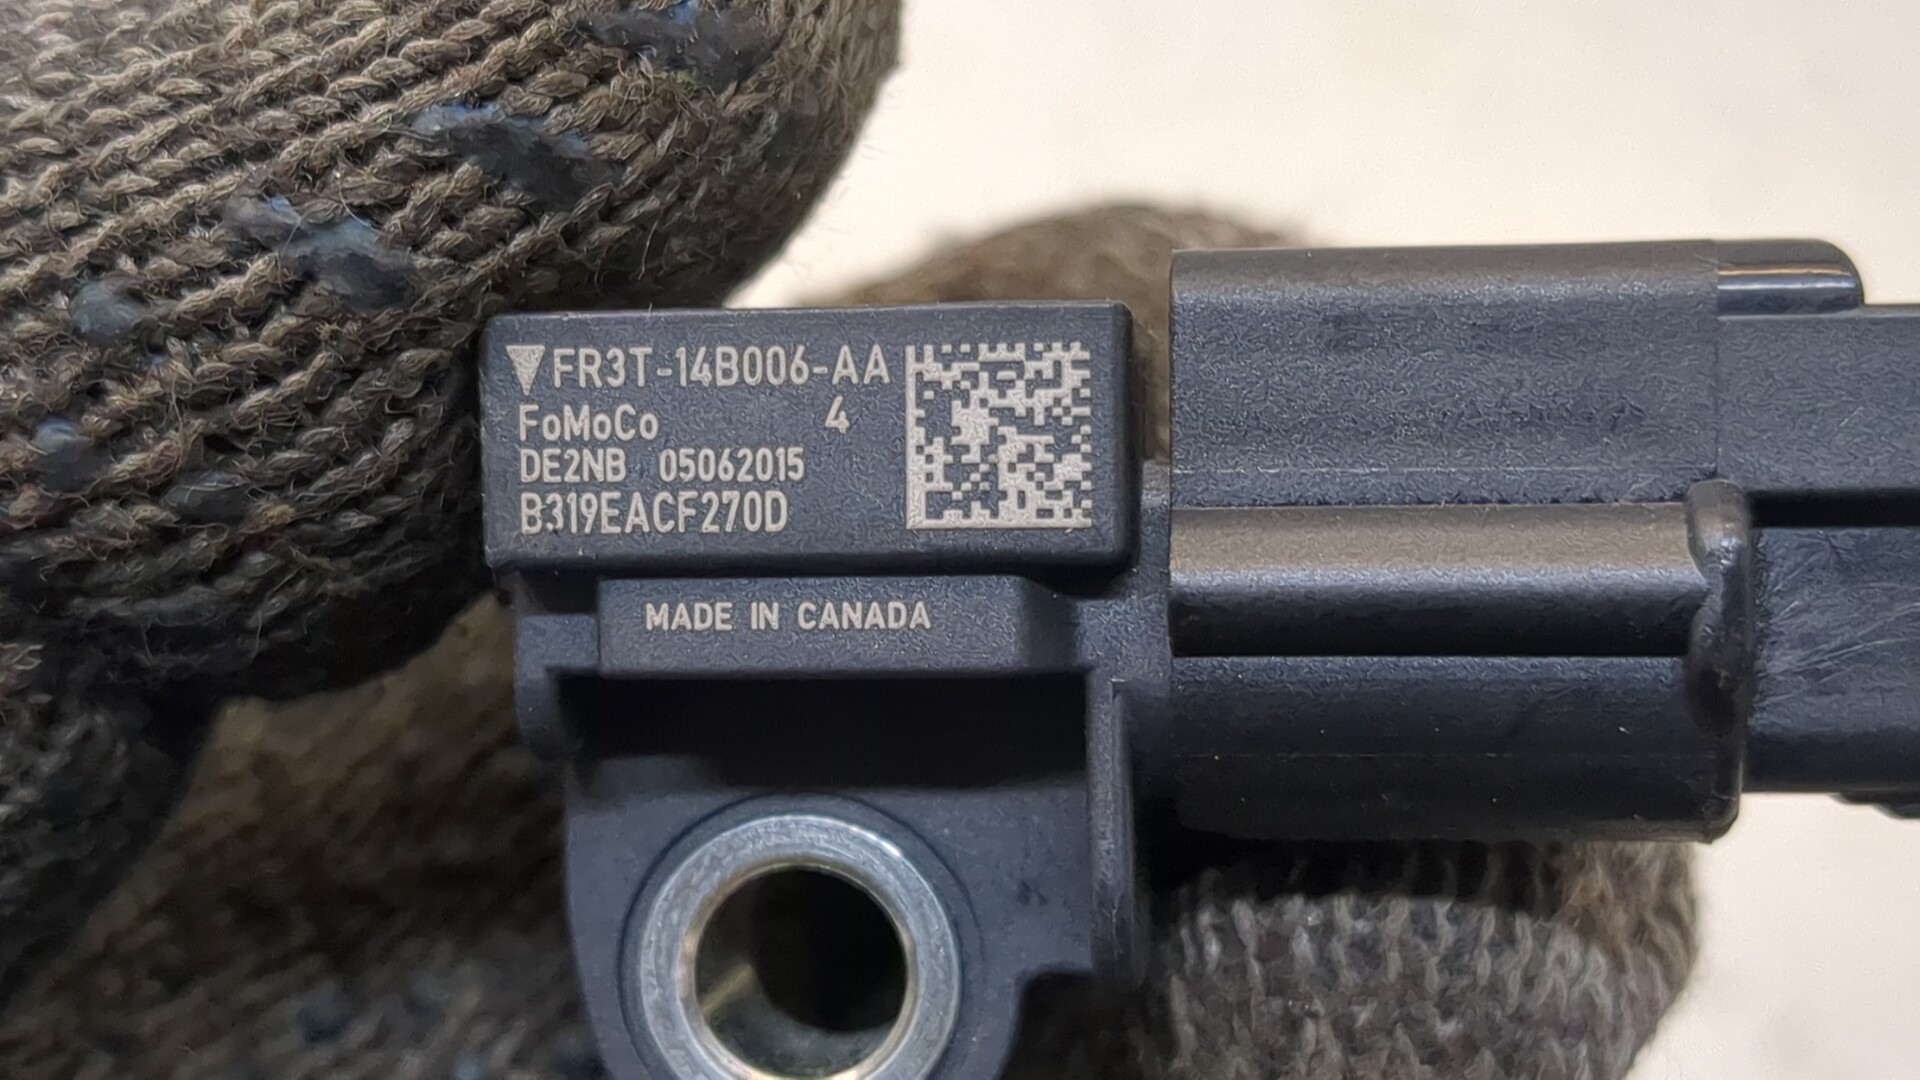 ▼FR3T-14B006-AA
FoMoCo 4
DE2NB 05062015
B319EACF270D
MADE IN CANADA